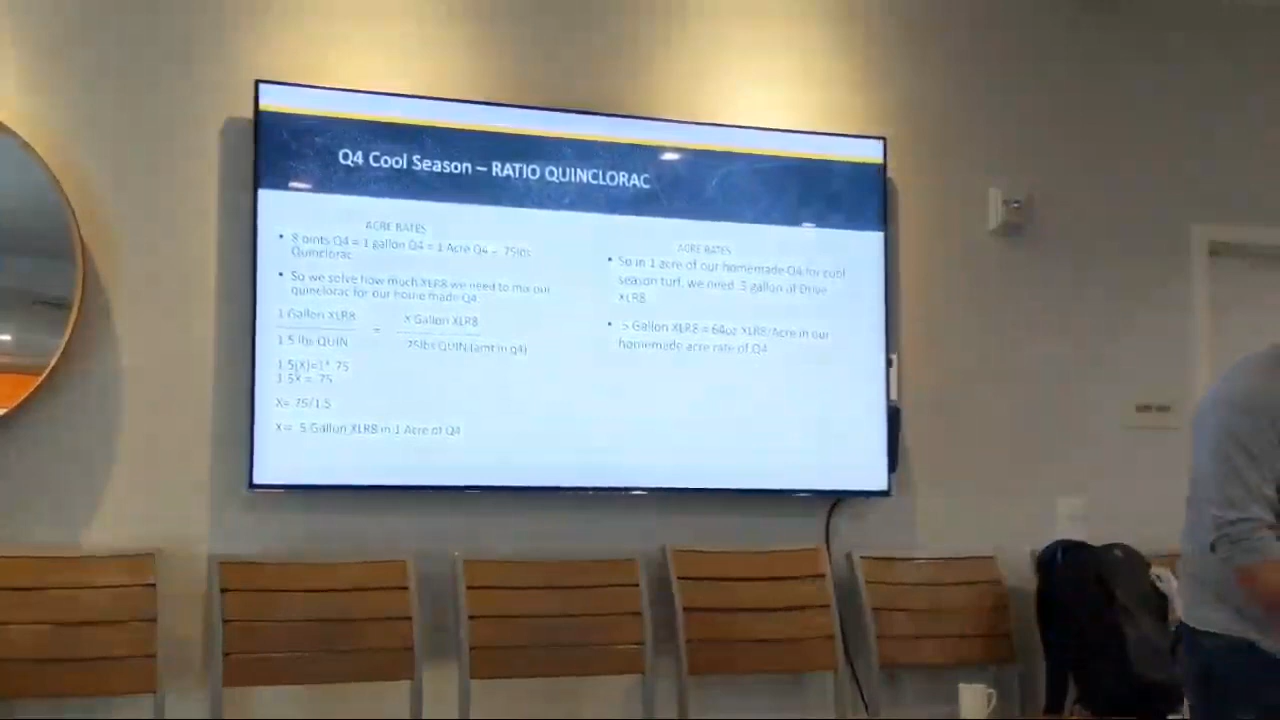 Q4 Cool Season – RATIO QUINCLORAC
ACRE RATES
• 8 pints Q4 = 1 gallon Q4 = 1 Acre Q4 = .75lbs
Quinclorac
• So we solve how much XLR8 we need to mix our
quinclorac for our home made Q4.
1 Gallon XLR8
X Gallon XLR8
=
1.5 lbs QUIN
.75lbs QUIN (amt in q4)
1.5(X)=1*.75
1.5X = .75
X= .75/1.5
X= .5 Gallon XLR8 in 1 Acre of Q4
ACRE RATES
• So in 1 acre of our homemade Q4 for cool
season turf, we need .5 gallon of Drive
XLR8
• .5 Gallon XLR8 = 64oz XLR8/Acre in our
homemade acre rate of Q4